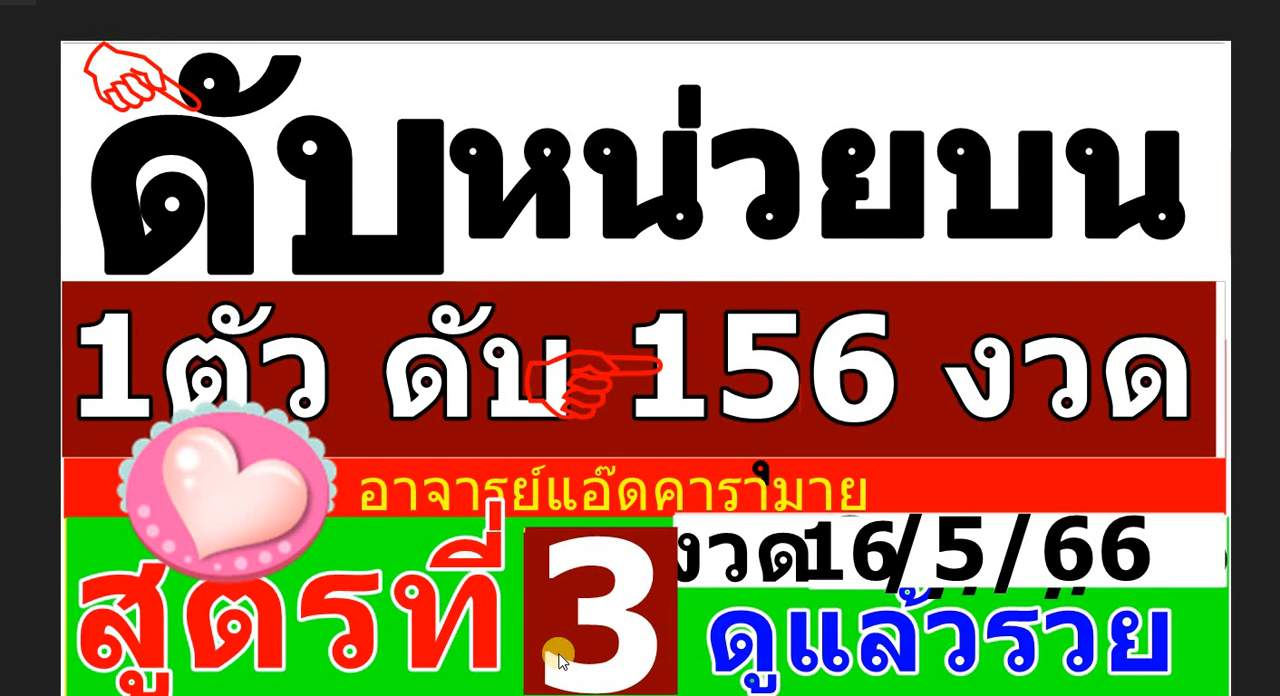 ดับหน่วยบน
1ตัว ดับ 156 งวด
อาจารย์แอ๊ดคารามาย
งวด16/5/66
สูตรที่ 3 ดูแล้วรวย